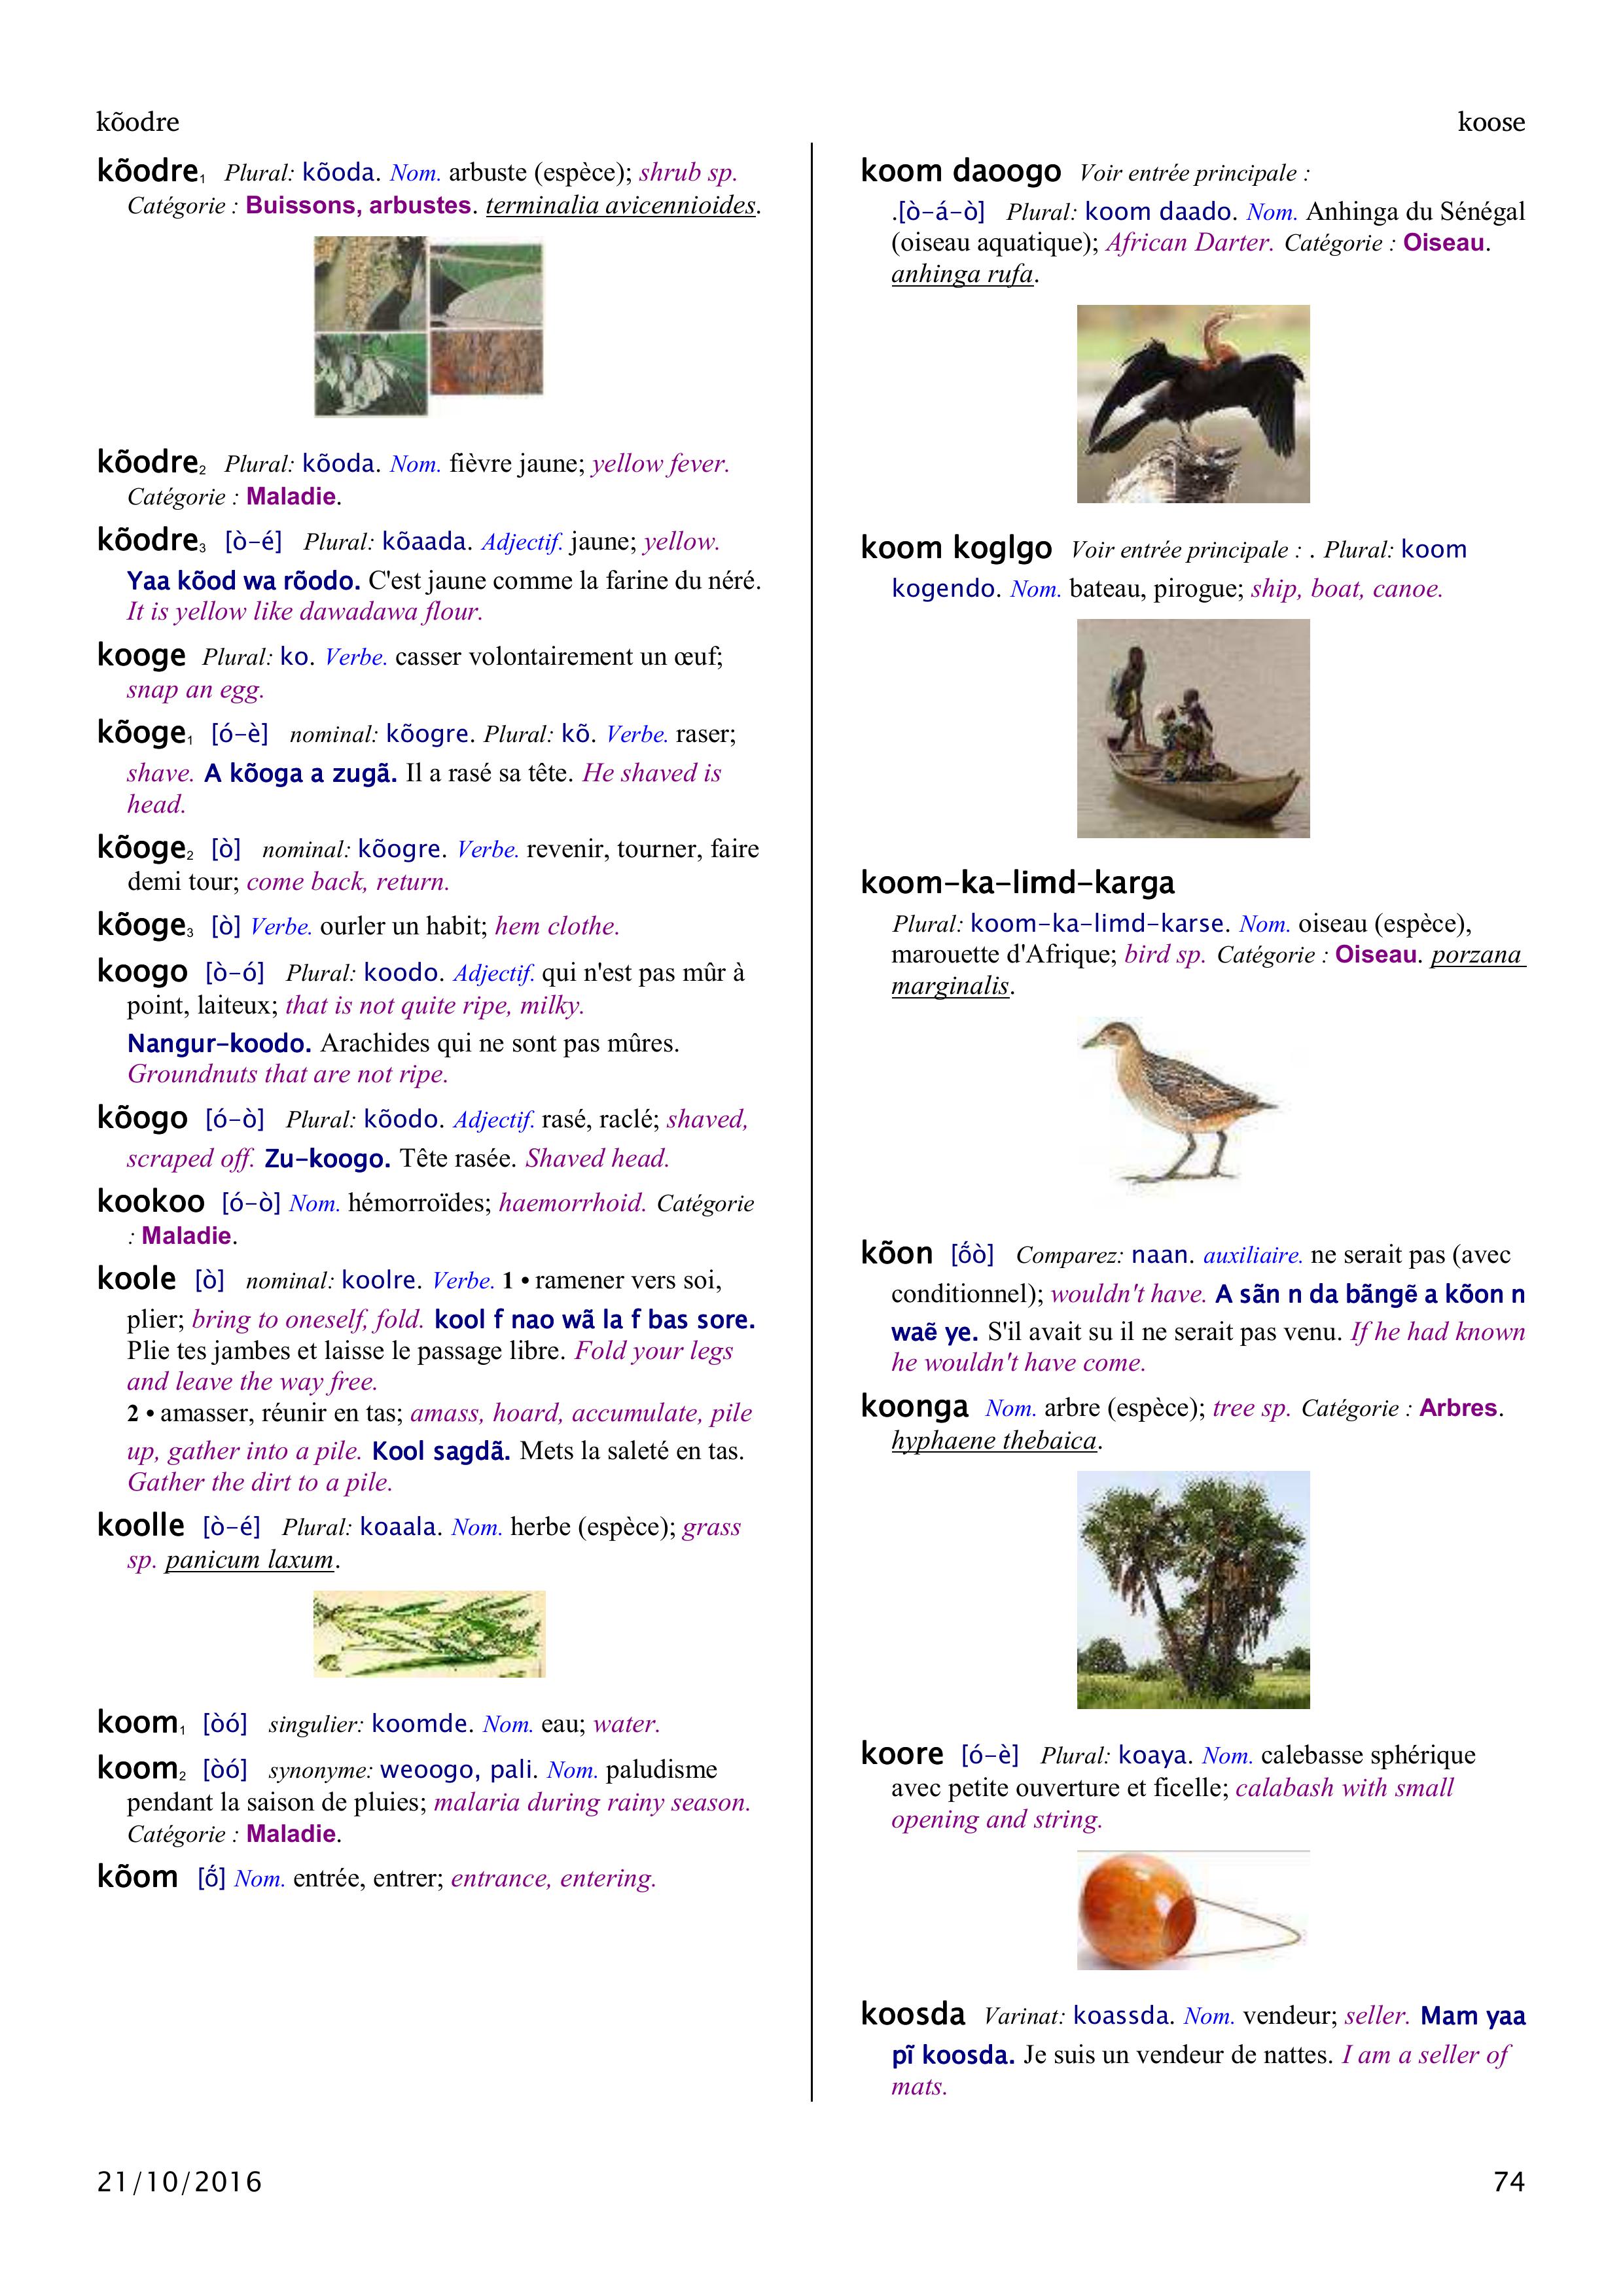 kõodre
koose
kõodre₁ Plural: kõoda. Nom. arbuste (espèce); shrub sp.
Catégorie : Buissons, arbustes. terminalia avicennioides.
kõodre₂ Plural: kõoda. Nom. fièvre jaune; yellow fever.
Catégorie : Maladie.
kõodre₃ [ò-é] Plural: kõaada. Adjectif. jaune; yellow.
Yaa kõod wa rõodo. C'est jaune comme la farine du néré.
It is yellow like dawadawa flour.
kooge Plural: ko. Verbe. casser volontairement un œuf;
snap an egg.
kõoge₁ [ó-è] nominal: kõogre. Plural: kõ. Verbe. raser;
shave. A kõoga a zugã. Il a rasé sa tête. He shaved is
head.
kõoge₂ [ò] nominal: kõogre. Verbe. revenir, tourner, faire
demi tour; come back, return.
kõoge₃ [ò] Verbe. ourler un habit; hem clothe.
koogo [ò-ó] Plural: koodo. Adjectif. qui n'est pas mûr à
point, laiteux; that is not quite ripe, milky.
Nangur-koodo. Arachides qui ne sont pas mûres.
Groundnuts that are not ripe.
kõogo [ó-ò] Plural: kõodo. Adjectif. rasé, raclé; shaved,
scraped off. Zu-koogo. Tête rasée. Shaved head.
kookoo [ó-ò] Nom. hémorroïdes; haemorrhoid. Catégorie
: Maladie.
koole [ò] nominal: koolre. Verbe. 1 • ramener vers soi,
plier; bring to oneself, fold. kool f nao wã la f bas sore.
Plie tes jambes et laisse le passage libre. Fold your legs
and leave the way free.
2 • amasser, réunir en tas; amass, hoard, accumulate, pile
up, gather into a pile. Kool sagdã. Mets la saleté en tas.
Gather the dirt to a pile.
koolle [ò-é] Plural: koaala. Nom. herbe (espèce); grass
sp. panicum laxum.
koom₁ [òó] singulier: koomde. Nom. eau; water.
koom₂ [òó] synonyme: weoogo, pali. Nom. paludisme
pendant la saison de pluies; malaria during rainy season.
Catégorie : Maladie.
kõom [ṍ] Nom. entrée, entrer; entrance, entering.
koom daoogo Voir entrée principale :
.[ò-á-ò] Plural: koom daado. Nom. Anhinga du Sénégal
(oiseau aquatique); African Darter. Catégorie : Oiseau.
anhinga rufa.
koom koglgo Voir entrée principale : . Plural: koom
kogendo. Nom. bateau, pirogue; ship, boat, canoe.
koom-ka-limd-karga
Plural: koom-ka-limd-karse. Nom. oiseau (espèce),
marouette d'Afrique; bird sp. Catégorie : Oiseau. porzana
marginalis.
kõon [ṍò] Comparez: naan. auxiliaire. ne serait pas (avec
conditionnel); wouldn't have. A sãn n da bãngẽ a kõon n
waẽ ye. S'il avait su il ne serait pas venu. If he had known
he wouldn't have come.
koonga Nom. arbre (espèce); tree sp. Catégorie : Arbres.
hyphaene thebaica.
koore [ó-è] Plural: koaya. Nom. calebasse sphérique
avec petite ouverture et ficelle; calabash with small
opening and string.
koosda Varinat: koassda. Nom. vendeur; seller. Mam yaa
pĩ koosda. Je suis un vendeur de nattes. I am a seller of
mats.
21/10/2016
74